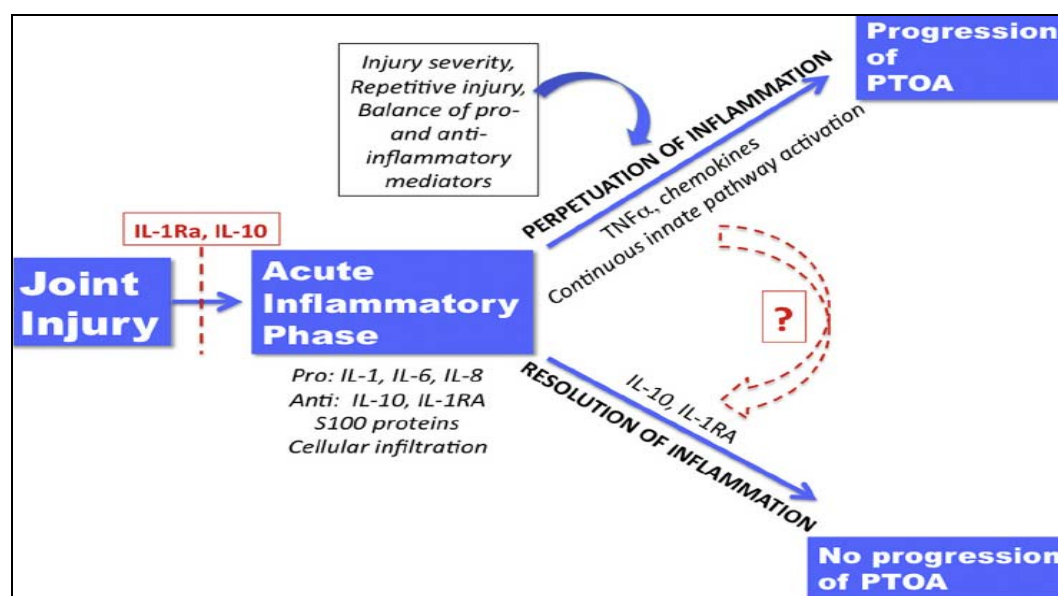 Injury severity,
Repetitive injury,
Balance of pro-
and anti-
inflammatory
mediators
Progression
of
PTOA
PERPETUATION OF INFLAMMATION
TNFα, chemokines
Continuous innate pathway activation
IL-1Ra, IL-10
Joint
Injury
Acute
Inflammatory
Phase
Pro: IL-1, IL-6, IL-8
Anti: IL-10, IL-1RA
S100 proteins
Cellular infiltration
?
IL-10, IL-1RA
RESOLUTION OF INFLAMMATION
No progression
of PTOA